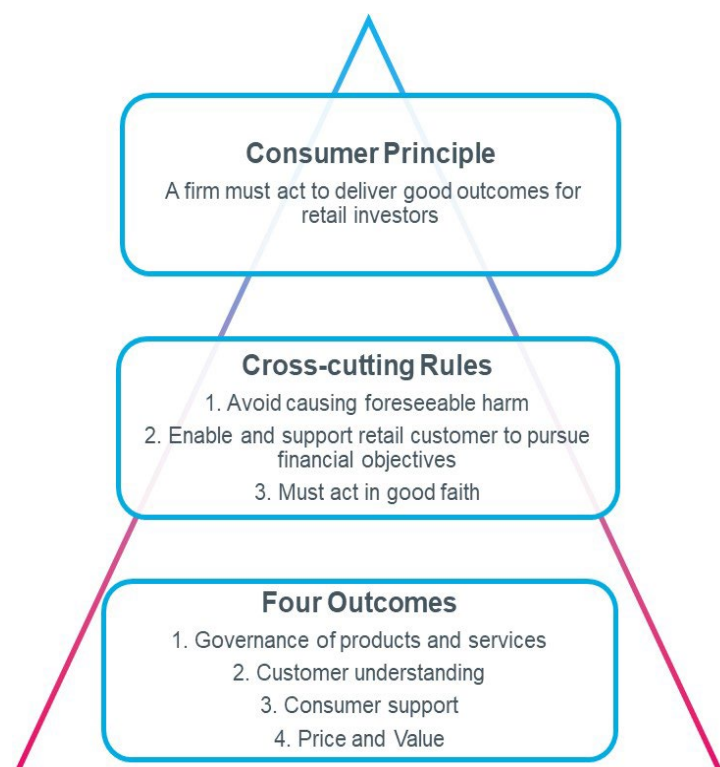 Consumer Principle
A firm must act to deliver good outcomes for
retail investors
Cross-cutting Rules
1. Avoid causing foreseeable harm
2. Enable and support retail customer to pursue
financial objectives
3. Must act in good faith
Four Outcomes
1. Governance of products and services
2. Customer understanding
3. Consumer support
4. Price and Value